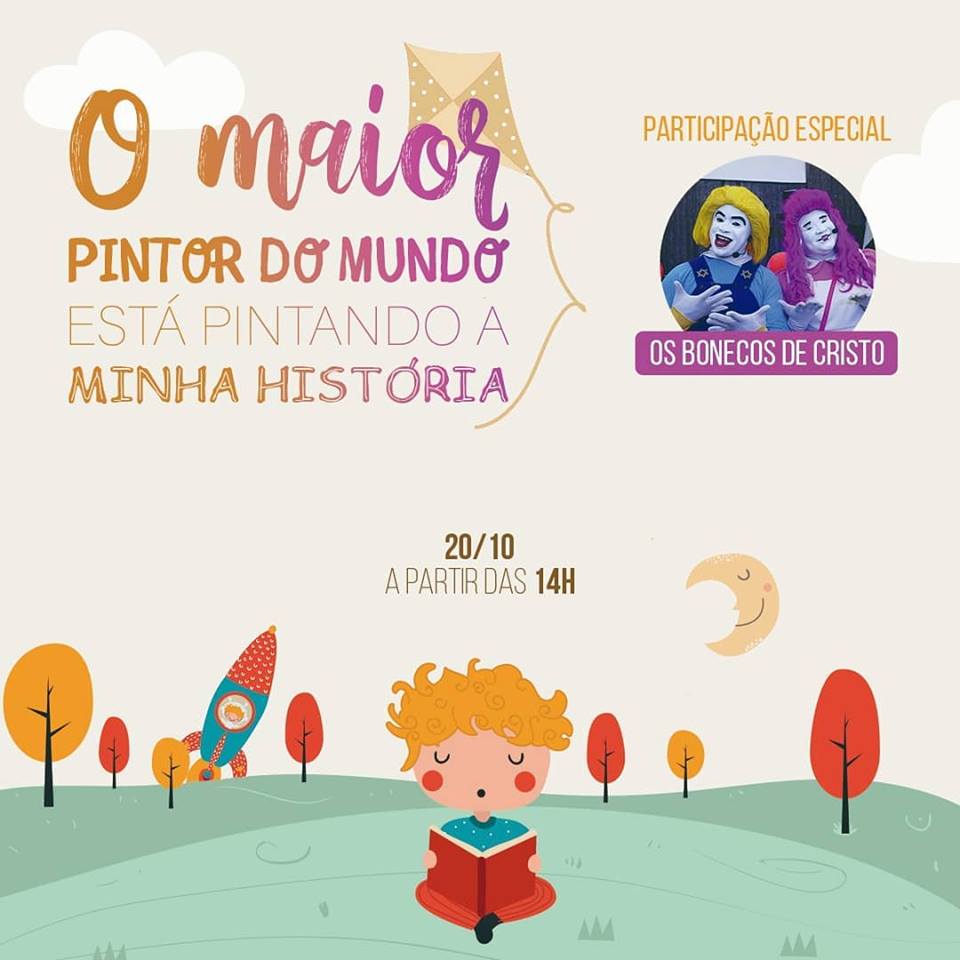 O maior
PINTOR DO MUNDO
ESTÁ PINTANDO A
MINHA HISTÓRIA
PARTICIPAÇÃO ESPECIAL
OS BONECOS DE CRISTO
20/10
A PARTIR DAS 14H